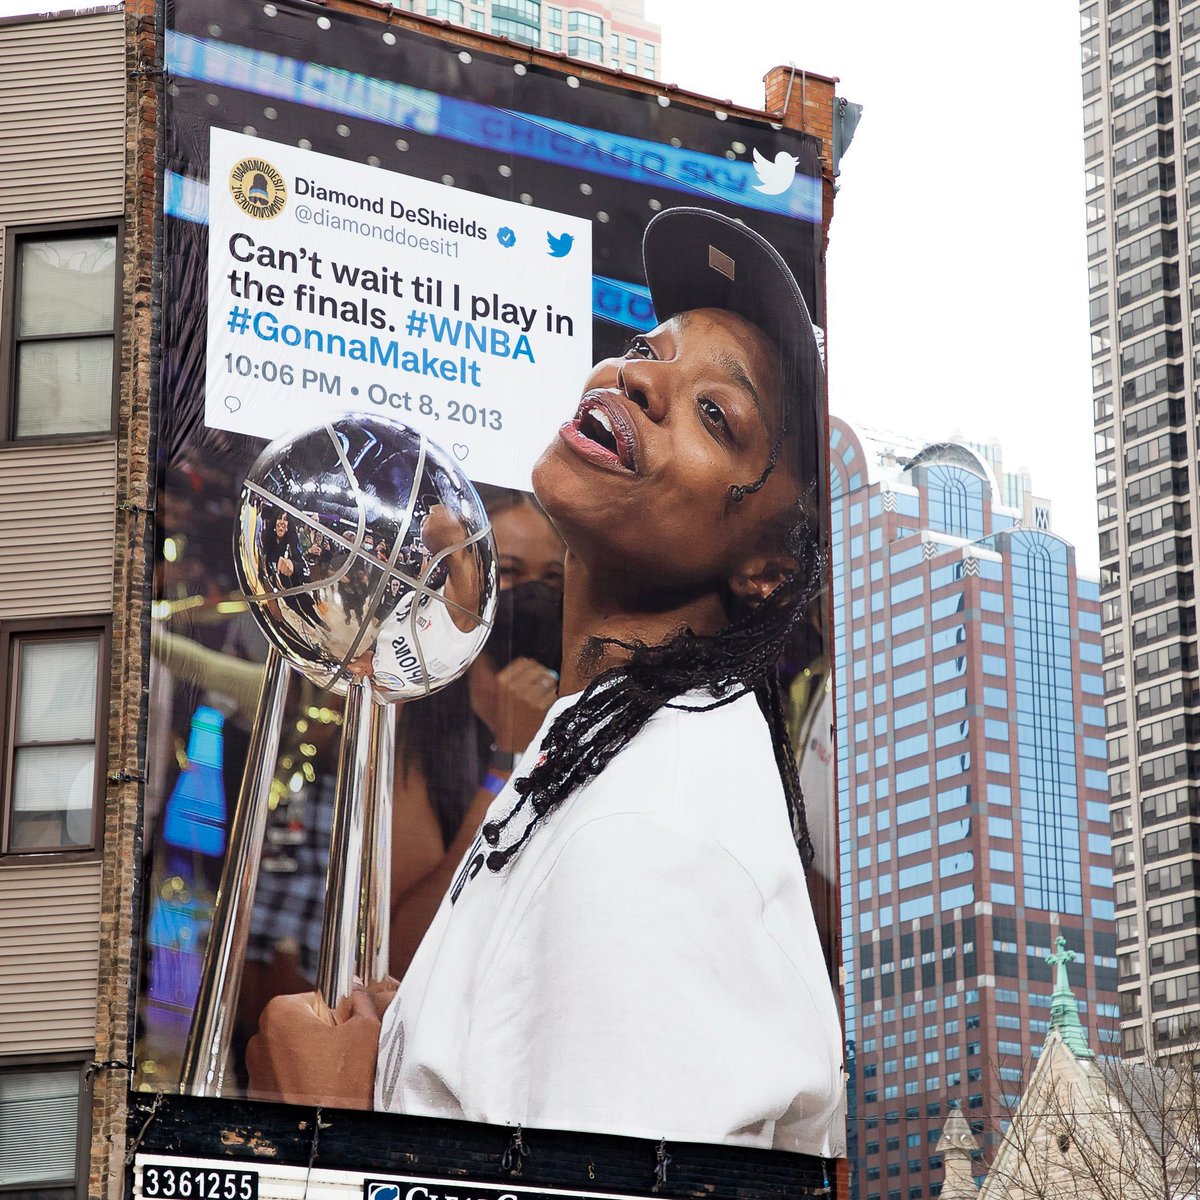 CHICAGO SKY
DIAMONDDOESIT.
Diamond DeShields
@diamonddoesit1
Can't wait til I play in
the finals. #WNBA
#GonnaMakeIt
10:06 PM • Oct 8, 2013
3361255